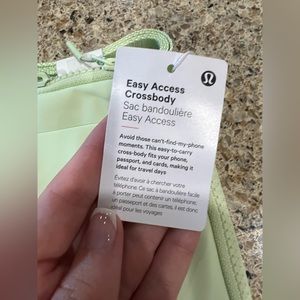 Easy Access
Crossbody
Sac bandoulière
Easy Access
Avoid those can't-find-my-phone
moments. This easy-to-carry
cross-body fits your phone,
passport, and cards, making it
ideal for travel days
Évitez d'avoir à chercher votre
téléphone. Ce sac à bandoulière facile
à porter peut contenir un téléphone,
un passeport et des cartes, il est donc
idéal pour les voyages